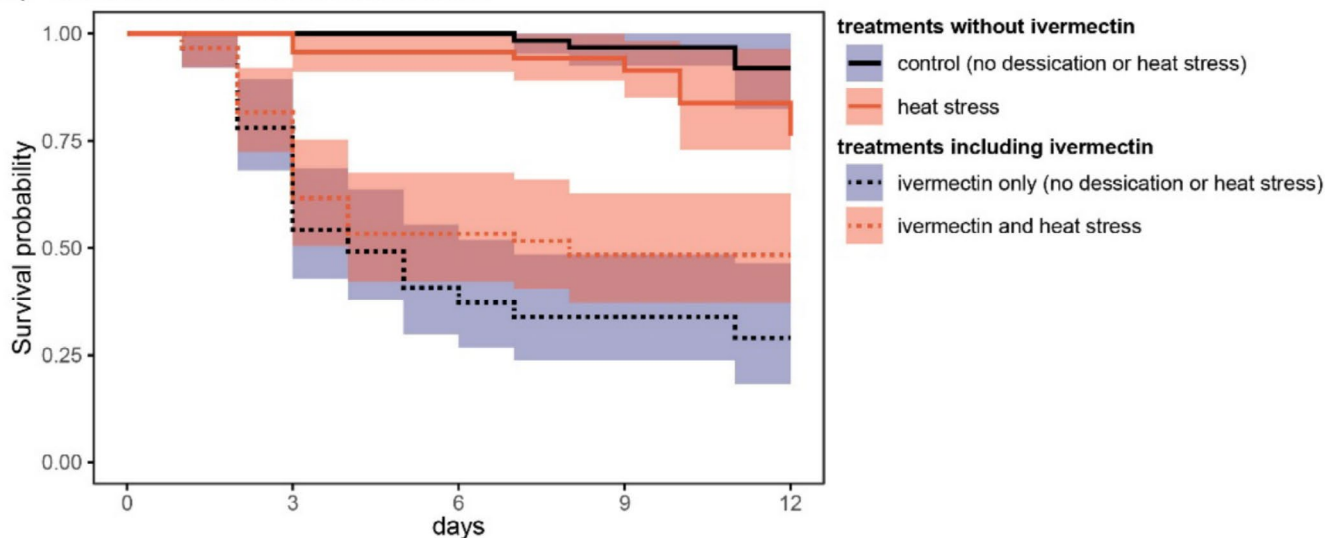 1.00
0.75
0.50
0.25
0.00
Survival probability
0
3
6
9
12
days
treatments without ivermectin
control (no dessication or heat stress)
heat stress
treatments including ivermectin
ivermectin only (no dessication or heat stress)
ivermectin and heat stress